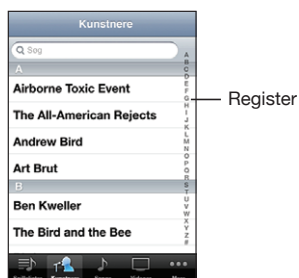 Kunstnere
Søg
A
Airborne Toxic Event
The All-American Rejects
Andrew Bird
Art Brut
B
Ben Kweller
The Bird and the Bee
A
B
C
D
E
F
G
H
I
J
K
L
M
N
O
P
Q
R
S
T
U
V
W
X
Y
Z
#
Register